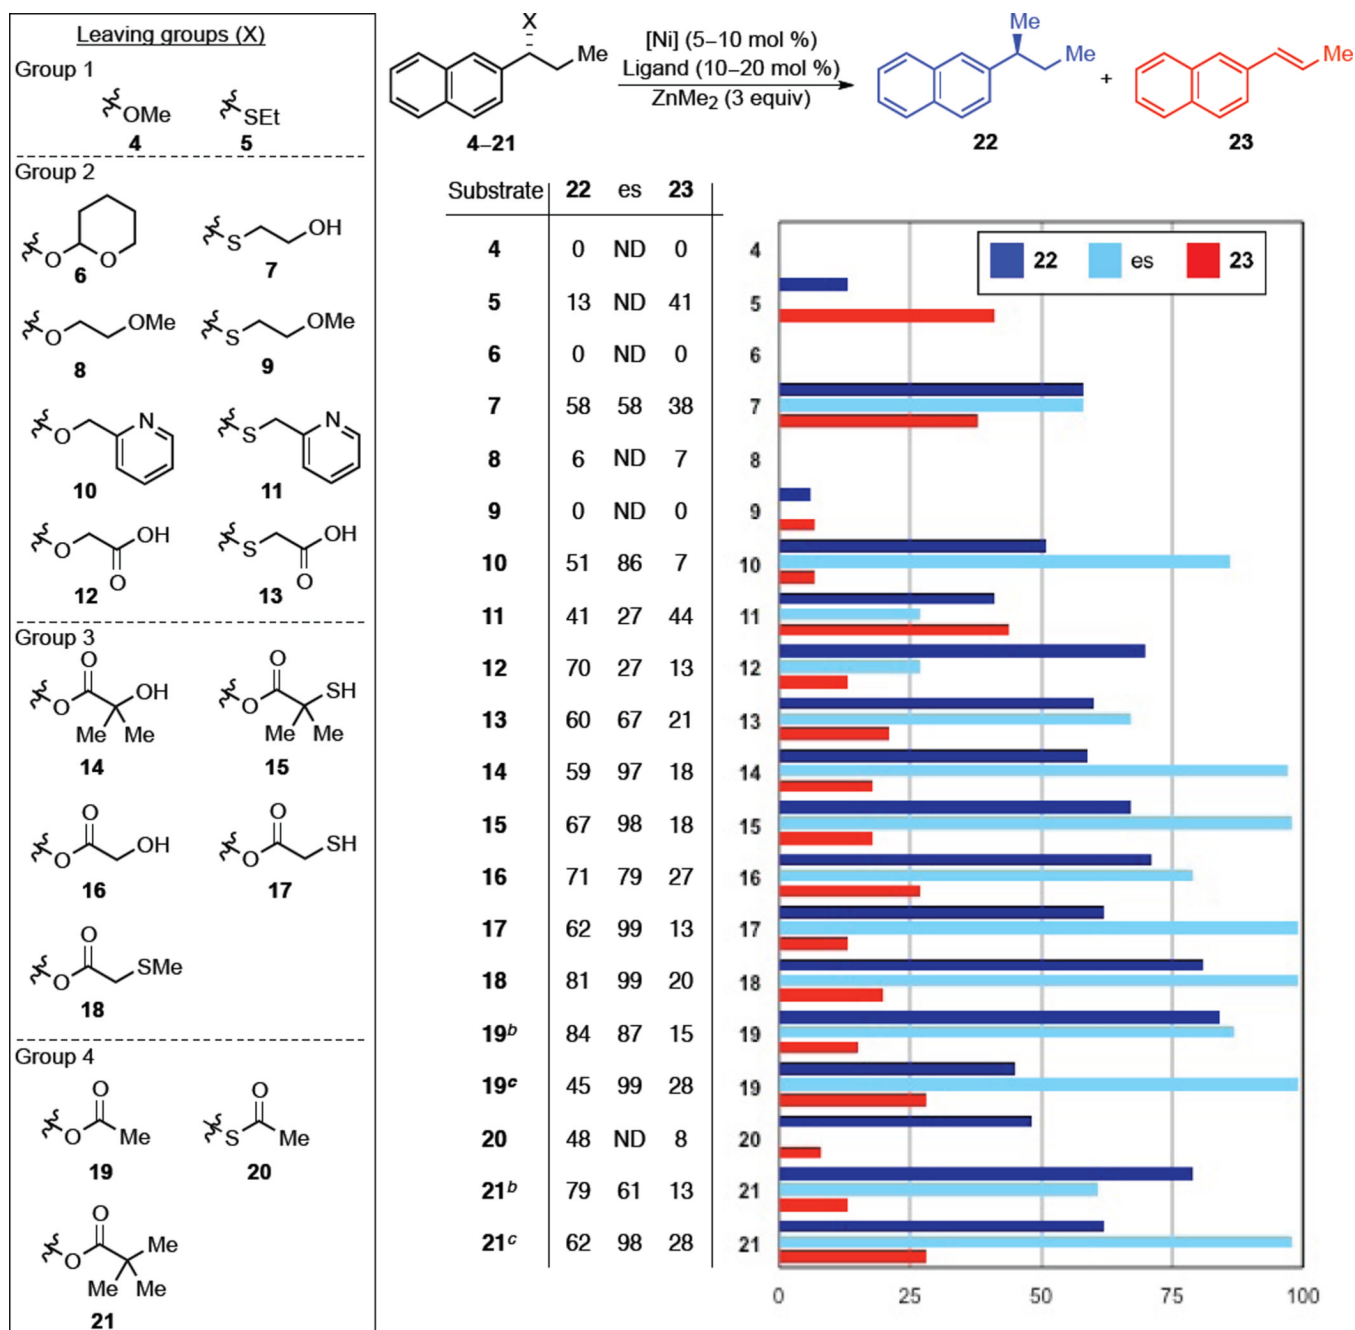 Leaving groups (X)
Group 1
OMe
4
SEt
5
Group 2
O
O
6
S
OH
7
O
OMe
8
S
OMe
9
O
N
10
S
N
11
O
OH
O
12
S
OH
O
13
Group 3
O
O
OH
Me Me
14
O
O
SH
Me Me
15
O
O
OH
16
O
O
SH
17
O
O
SMe
18
Group 4
O
O
Me
19
O
S
Me
20
O
O
Me
Me Me
21
X
Me
4–21
[Ni] (5–10 mol %)
Ligand (10–20 mol %)
ZnMe2 (3 equiv)
Me
Me
22
+
Me
23
Substrate 22 es 23
4 0 ND 0
5 13 ND 41
6 0 ND 0
7 58 58 38
8 6 ND 7
9 0 ND 0
10 51 86 7
11 41 27 44
12 70 27 13
13 60 67 21
14 59 97 18
15 67 98 18
16 71 79 27
17 62 99 13
18 81 99 20
19b 84 87 15
19c 45 99 28
20 48 ND 8
21b 79 61 13
21c 62 98 28
22 es 23
4
5
6
7
8
9
10
11
12
13
14
15
16
17
18
19
19
20
21
21
0 25 50 75 100